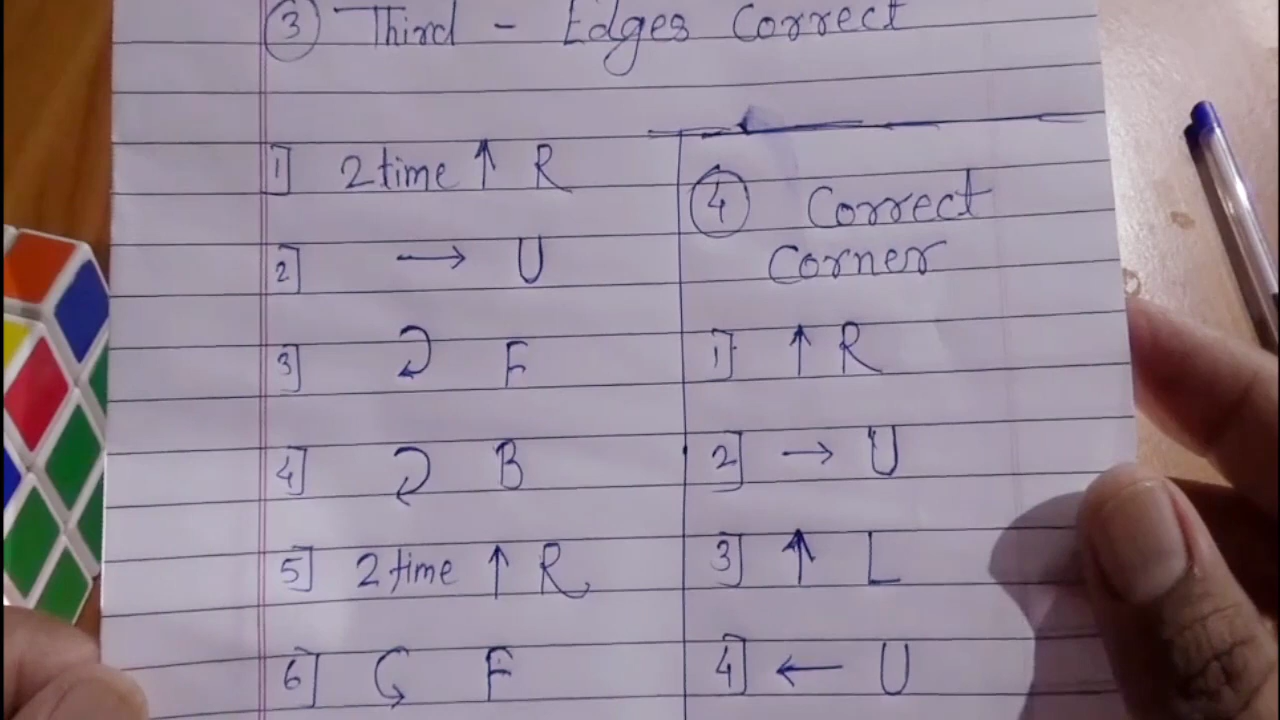 ③ Third - Edges Correct
1] 2 time ↑ R
2] → U
3] ⤵ F
4] ⤵ B
5] 2 time ↑ R
6] ⤹ F
④ Correct
Corner
1] ↑ R
2] → U
3] ↑ L
4] ← U